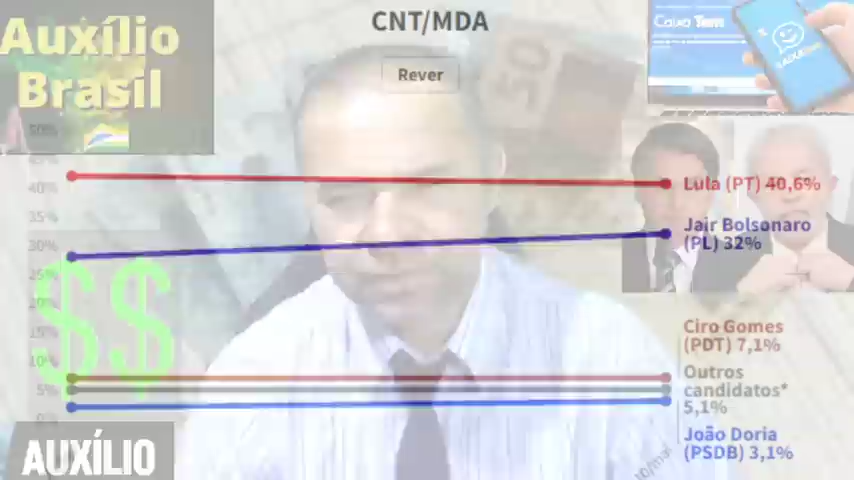 Auxílio
Brasil
CNT/MDA
Rever
Caixa Tem
50%
45%
40%
35%
30%
25%
20%
15%
10%
5%
0%
Lula (PT) 40,6%
Jair Bolsonaro
(PL) 32%
$$
Ciro Gomes
(PDT) 7,1%
Outros
candidatos*
5,1%
João Doria
(PSDB) 3,1%
10/mai
AUXÍLIO